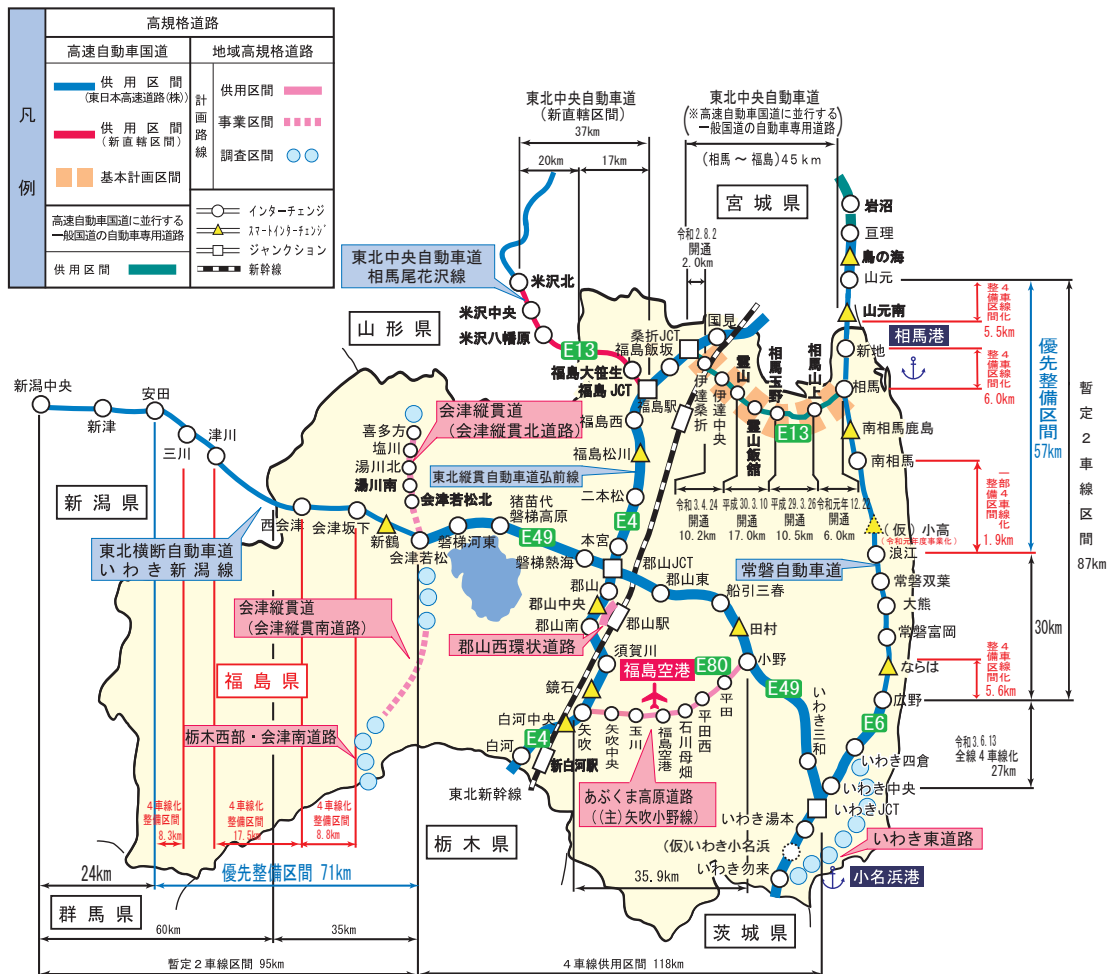 凡例
高規格道路
高速自動車国道
地域高規格道路
供用区間
(東日本高速道路(株))
供用区間
(新直轄区間)
基本計画区間
計画路線
供用区間
事業区間
調査区間
高速自動車国道に並行する
一般国道の自動車専用道路
供用区間
インターチェンジ
スマートインターチェンジ
ジャンクション
新幹線
東北中央自動車道
(新直轄区間)
37km
20km
17km
東北中央自動車道
(※高速自動車国道に並行する
一般国道の自動車専用道路)
(相馬～福島)45km
宮城県
令和2.8.2
開通
2.0km
岩沼
亘理
鳥の海
山元
山元南
新地
相馬
南相馬鹿島
南相馬
(仮)小高
(令和元年度事業化)
浪江
常磐双葉
大熊
常磐富岡
ならは
広野
E6
いわき四倉
いわき中央
いわきJCT
いわき湯本
(仮)いわき小名浜
いわき勿来
相馬港
4車線化
整備区間
5.5km
4車線化
整備区間
6.0km
一部4車線化
整備区間
1.9km
4車線化
整備区間
5.6km
優先整備区間
57km
暫定2車線区間
87km
30km
令和3.6.13
全線4車線化
27km
東北中央自動車道
相馬尾花沢線
米沢北
米沢中央
米沢八幡原
E13
福島大笹生
福島JCT
山形県
国見
桑折JCT
福島飯坂
福島駅
福島西
福島松川
二本松
E4
本宮
伊達桑折
伊達中央
霊山
霊山飯舘
相馬玉野
相馬山上
E13
令和3.4.24
開通
10.2km
平成30.3.10
開通
17.0km
平成29.3.26
開通
10.5km
令和元年12.22
開通
6.0km
東北縦貫自動車道弘前線
常磐自動車道
新潟中央
新津
安田
三川
津川
新潟県
西会津
会津坂下
新鶴
会津若松
磐梯河東
猪苗代
磐梯高原
E49
磐梯熱海
喜多方
塩川
湯川北
湯川南
会津若松北
会津縦貫道
(会津縦貫北道路)
東北横断自動車道
いわき新潟線
会津縦貫道
(会津縦貫南道路)
福島県
栃木西部・会津南道路
郡山JCT
郡山
郡山東
船引三春
郡山中央
郡山南
郡山駅
郡山西環状道路
田村
小野
須賀川
鏡石
福島空港
E80
E49
いわき三和
白河中央
白河
E4
新白河駅
東北新幹線
矢吹
矢吹中央
玉川
福島空港
石川母畑
平田西
平田
あぶくま高原道路
((主)矢吹小野線)
いわき東道路
小名浜港
栃木県
茨城県
群馬県
35.9km
4車線化
整備区間
8.3km
4車線化
整備区間
17.5km
4車線化
整備区間
8.8km
24km
優先整備区間 71km
60km
35km
暫定2車線区間 95km
4車線供用区間 118km